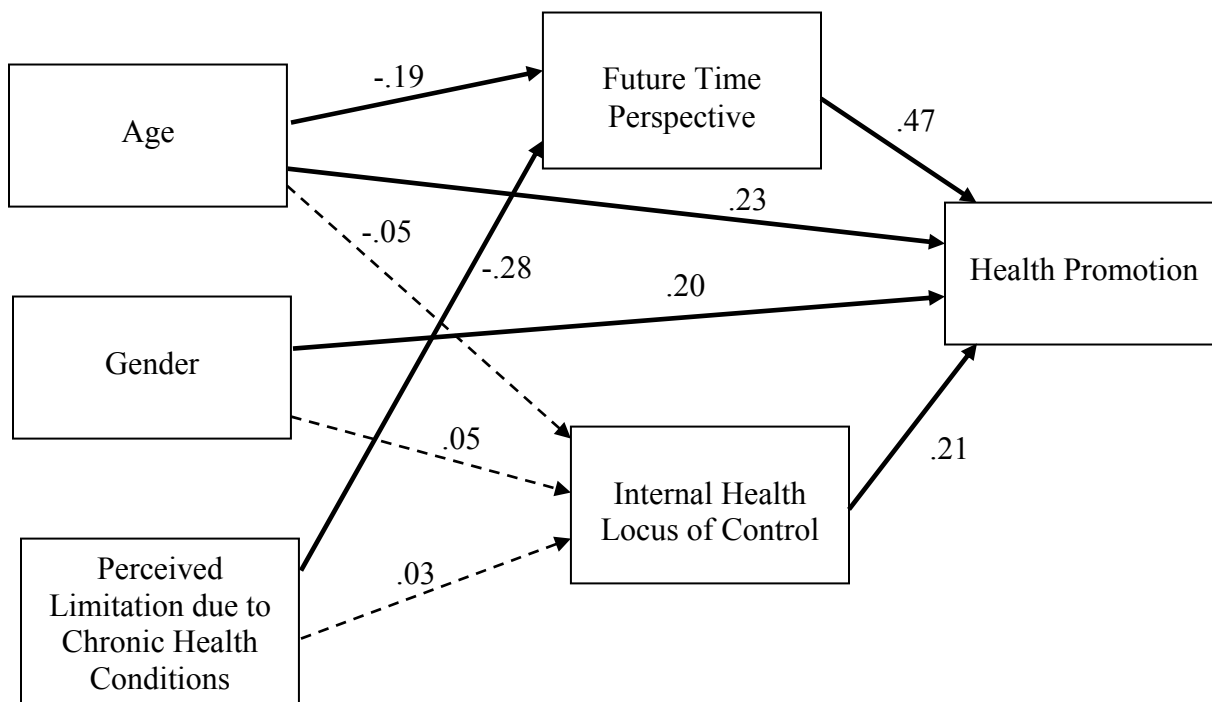 Age
-.19
Future Time
Perspective
.47
.23
-.05
-.28
Health Promotion
Gender
.20
.05
Internal Health
Locus of Control
.21
Perceived
Limitation due to
Chronic Health
Conditions
.03